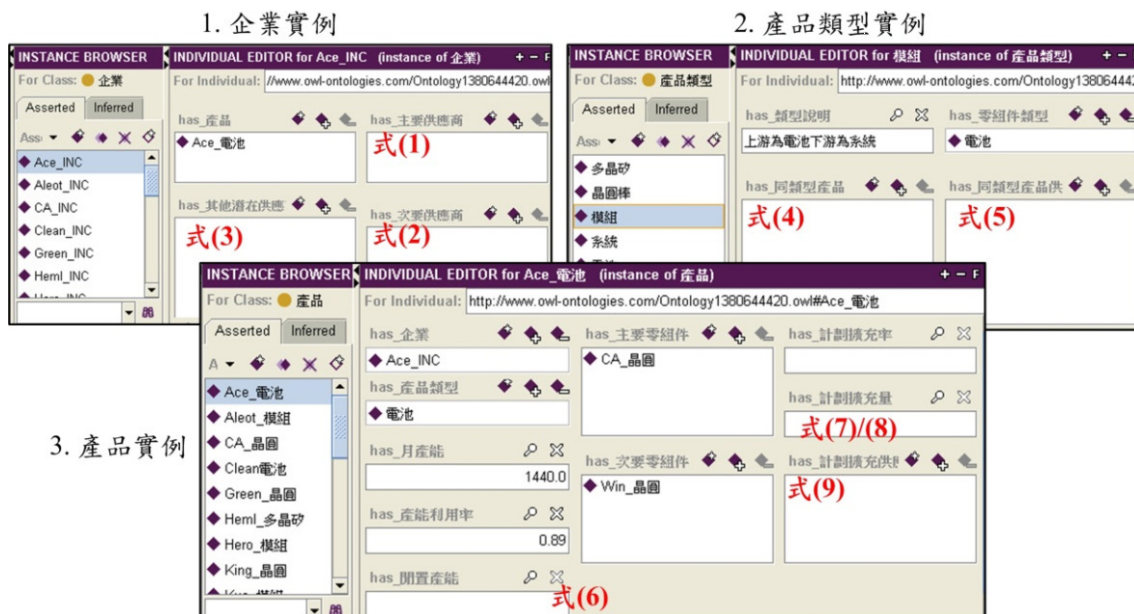 1. 企業實例
INSTANCE BROWSER
For Class: 企業
Asserted Inferred
Ace_INC
Aleot_INC
CA_INC
Clean_INC
Green_INC
Heml_INC
INDIVIDUAL EDITOR for Ace_INC (instance of 企業) + − F
For Individual: //www.owl-ontologies.com/Ontology1380644420.owl
has_產品
Ace_電池
has_主要供應商
式(1)
has_其他潛在供應
式(3)
has_次要供應商
式(2)
2. 產品類型實例
INSTANCE BROWSER
For Class: 產品類型
Asserted Inferred
多晶矽
晶圓棒
模組
系統
INDIVIDUAL EDITOR for 模組 (instance of 產品類型) + −
For Individual: http://www.owl-ontologies.com/Ontology138064442
has_類型說明
上游為電池下游為系統
has_零組件類型
電池
has_同類型產品
式(4)
has_同類型產品供
式(5)
3. 產品實例
INSTANCE BROWSER
For Class: 產品
Asserted Inferred
A
Ace_電池
Aleot_模組
CA_晶圓
Clean電池
Green_晶圓
Heml_多晶矽
Hero_模組
King_晶圓
INDIVIDUAL EDITOR for Ace_電池 (instance of 產品) + − F
For Individual: http://www.owl-ontologies.com/Ontology1380644420.owl#Ace_電池
has_企業
Ace_INC
has_產品類型
電池
has_月產能
1440.0
has_產能利用率
0.89
has_閒置產能
式(6)
has_主要零組件
CA_晶圓
has_次要零組件
Win_晶圓
has_計劃擴充率
has_計劃擴充量
式(7)/(8)
has_計劃擴充供應
式(9)